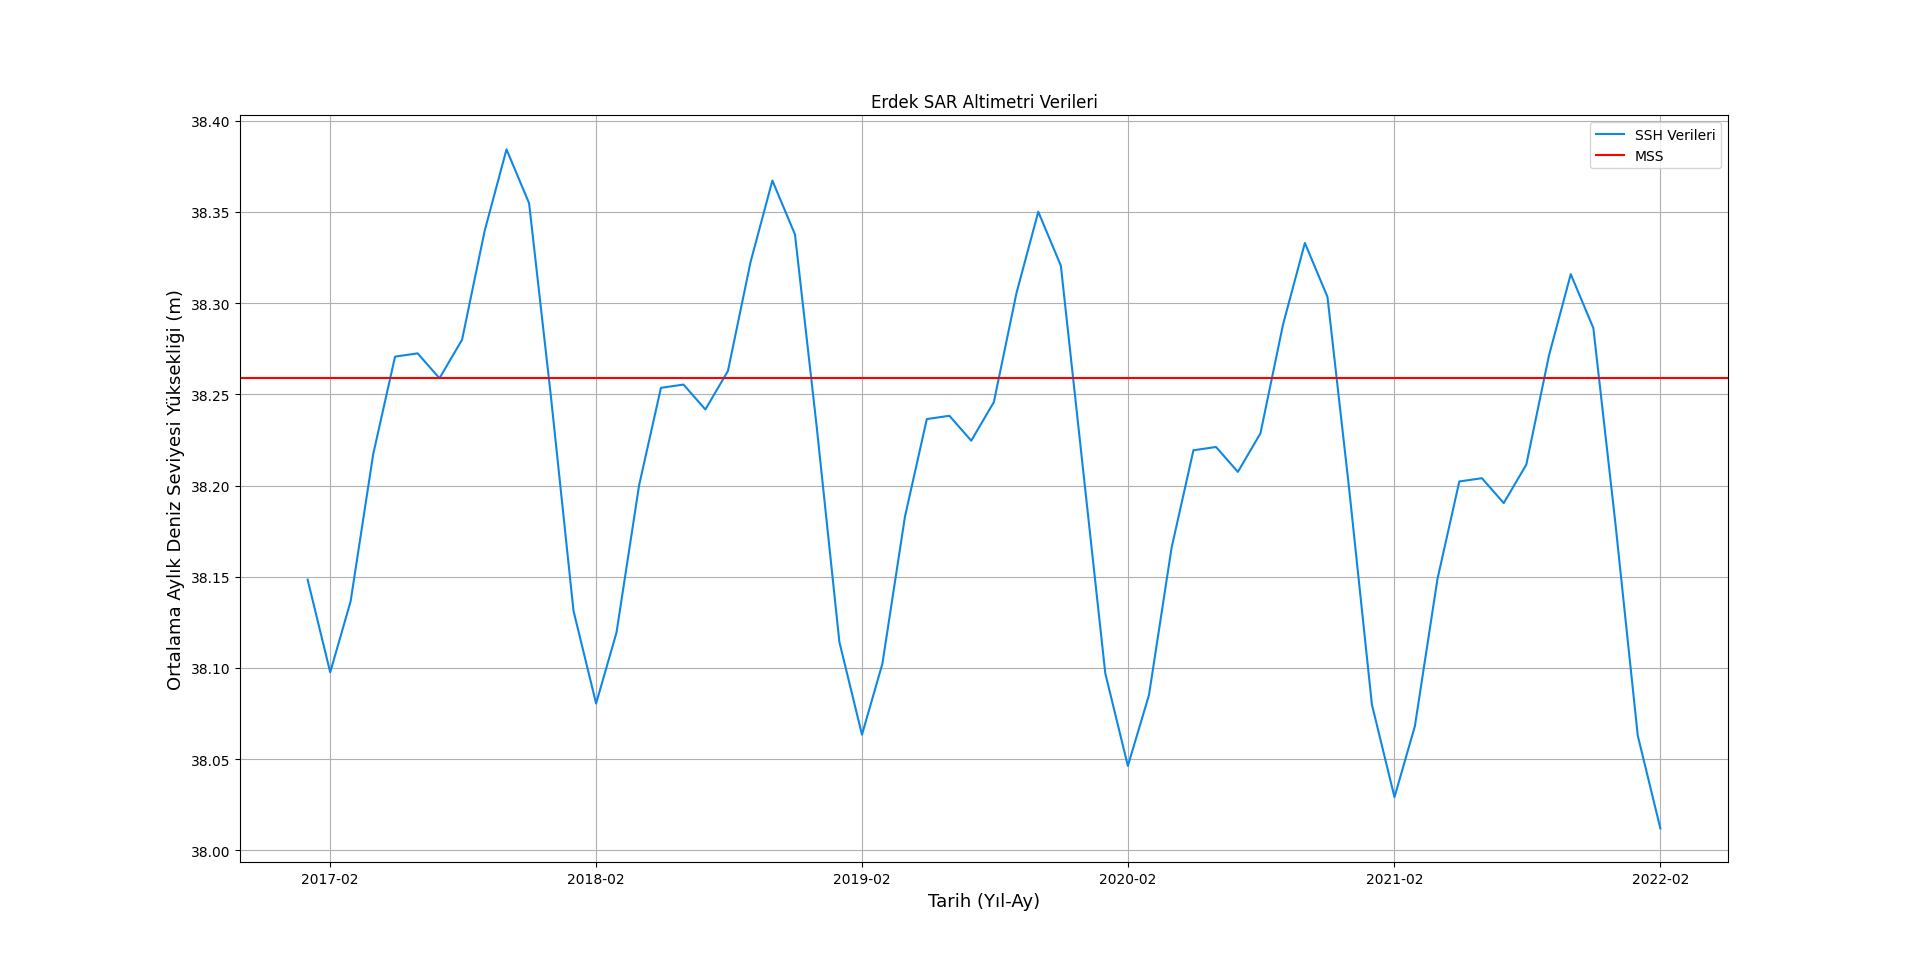 Erdek SAR Altimetri Verileri
SSH Verileri
MSS
Ortalama Aylık Deniz Seviyesi Yüksekliği (m)
38.40
38.35
38.30
38.25
38.20
38.15
38.10
38.05
38.00
2017-02 2018-02 2019-02 2020-02 2021-02 2022-02
Tarih (Yıl-Ay)